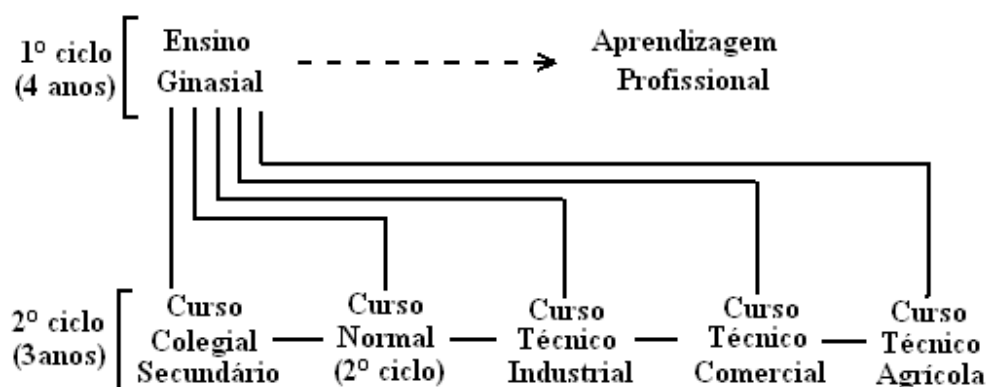 1º ciclo
(4 anos)
Ensino
Ginasial
Aprendizagem
Profissional
2º ciclo
(3anos)
Curso
Colegial
Secundário
Curso
Normal
(2º ciclo)
Curso
Técnico
Industrial
Curso
Técnico
Comercial
Curso
Técnico
Agrícola